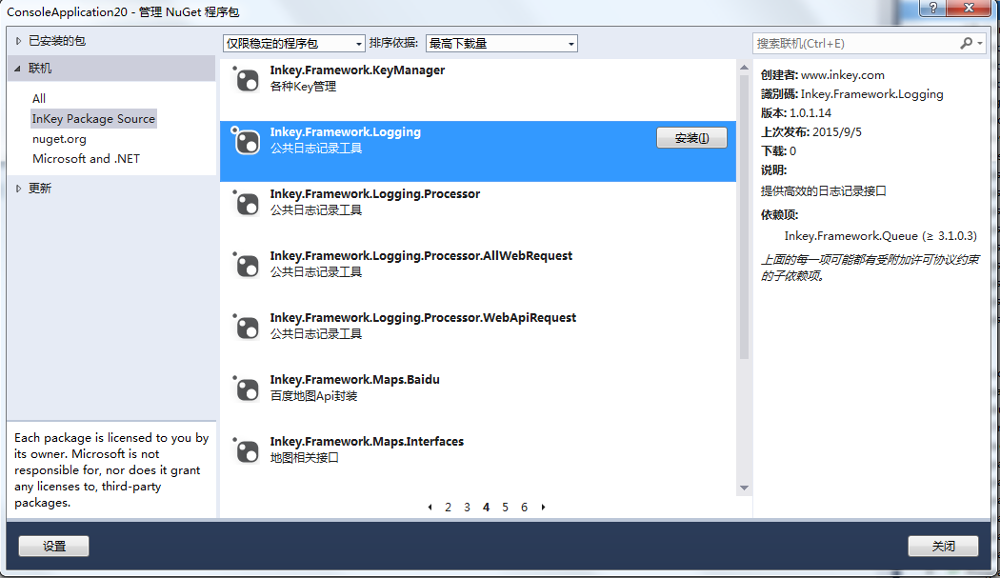 ConsoleApplication20 - 管理 NuGet 程序包
已安装的包
联机
All
InKey Package Source
nuget.org
Microsoft and .NET
更新
Each package is licensed to you by
its owner. Microsoft is not
responsible for, nor does it grant
any licenses to, third-party
packages.
仅限稳定的程序包 排序依据: 最高下载量
Inkey.Framework.KeyManager
各种Key管理
Inkey.Framework.Logging
公共日志记录工具
安装(I)
Inkey.Framework.Logging.Processor
公共日志记录工具
Inkey.Framework.Logging.Processor.AllWebRequest
公共日志记录工具
Inkey.Framework.Logging.Processor.WebApiRequest
公共日志记录工具
Inkey.Framework.Maps.Baidu
百度地图Api封装
Inkey.Framework.Maps.Interfaces
地图相关接口
2 3 4 5 6
搜索联机(Ctrl+E)
创建者: www.inkey.com
識別碼: Inkey.Framework.Logging
版本: 1.0.1.14
上次发布: 2015/9/5
下载: 0
说明:
提供高效的日志记录接口
依赖项:
Inkey.Framework.Queue (≥ 3.1.0.3)
上面的每一项可能都有受附加许可协议约束
的子依赖项。
设置
关闭